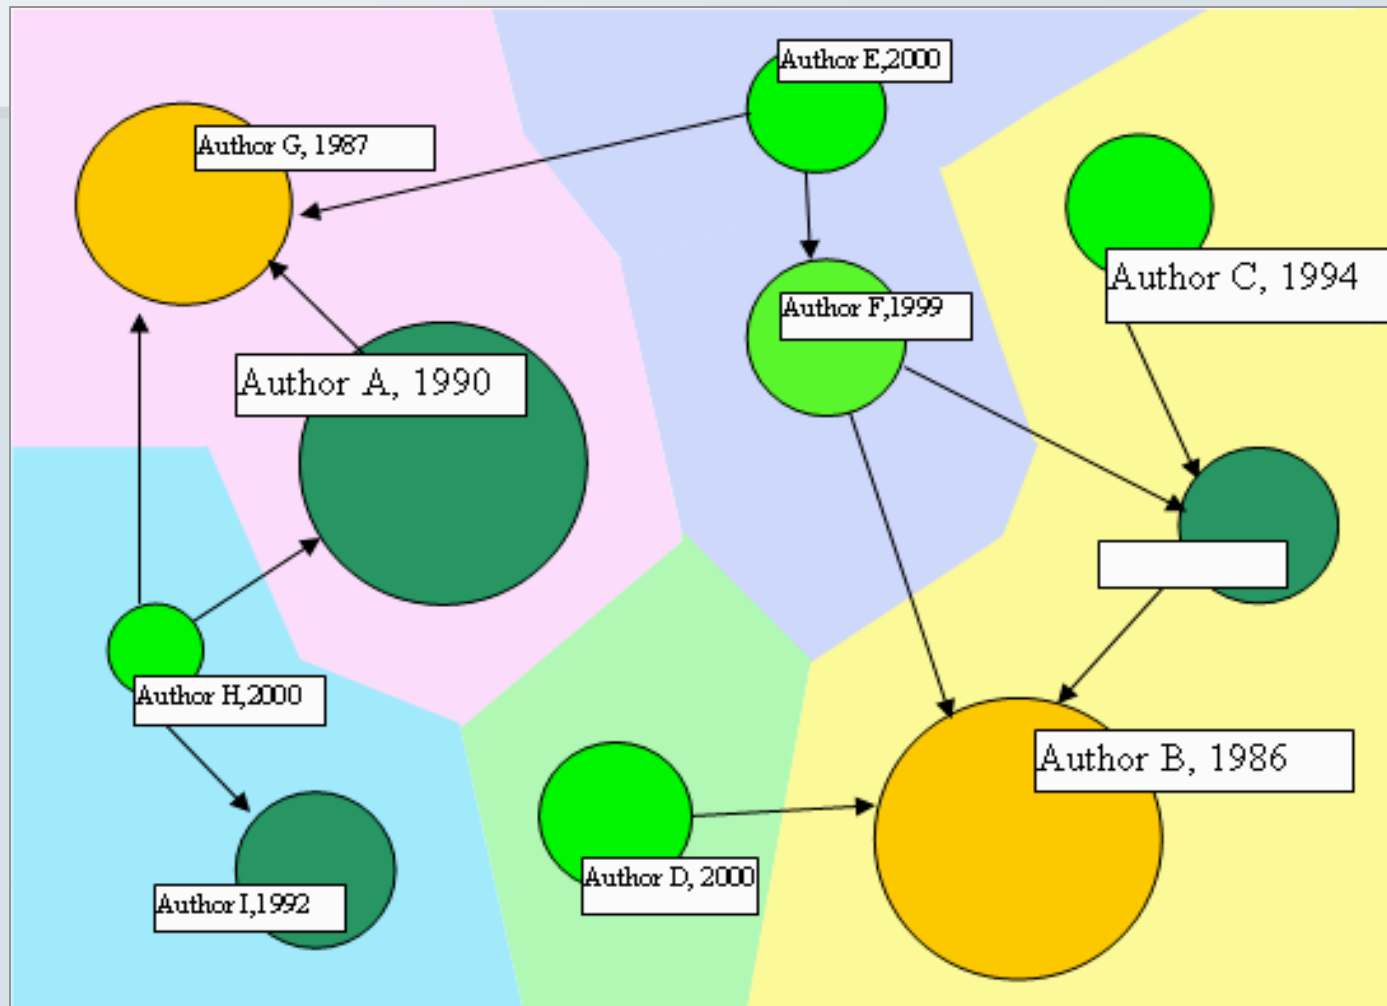 Author E,2000
Author G, 1987
Author C, 1994
Author F,1999
Author A, 1990
Author H,2000
Author B, 1986
Author D, 2000
Author I,1992